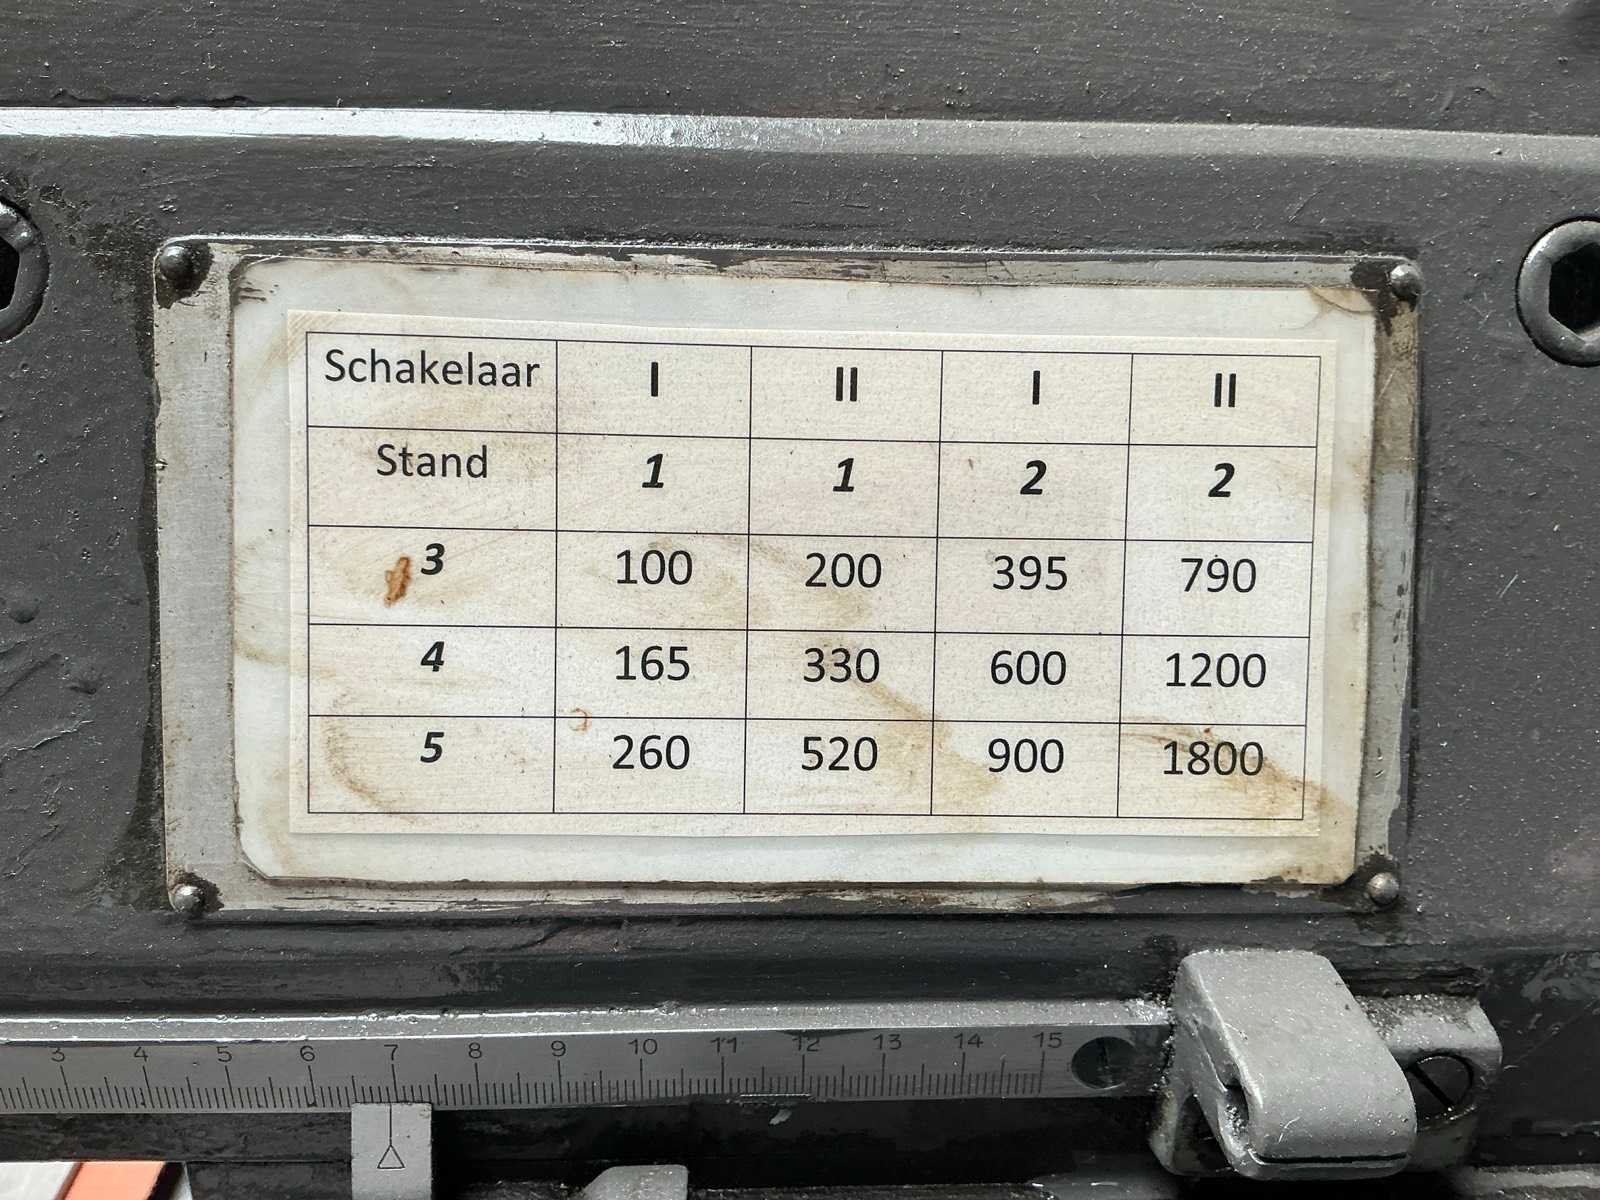 Schakelaar I II I II
Stand 1 1 2 2
3 100 200 395 790
4 165 330 600 1200
5 260 520 900 1800
3 4 5 6 7 8 9 10 11 12 13 14 15